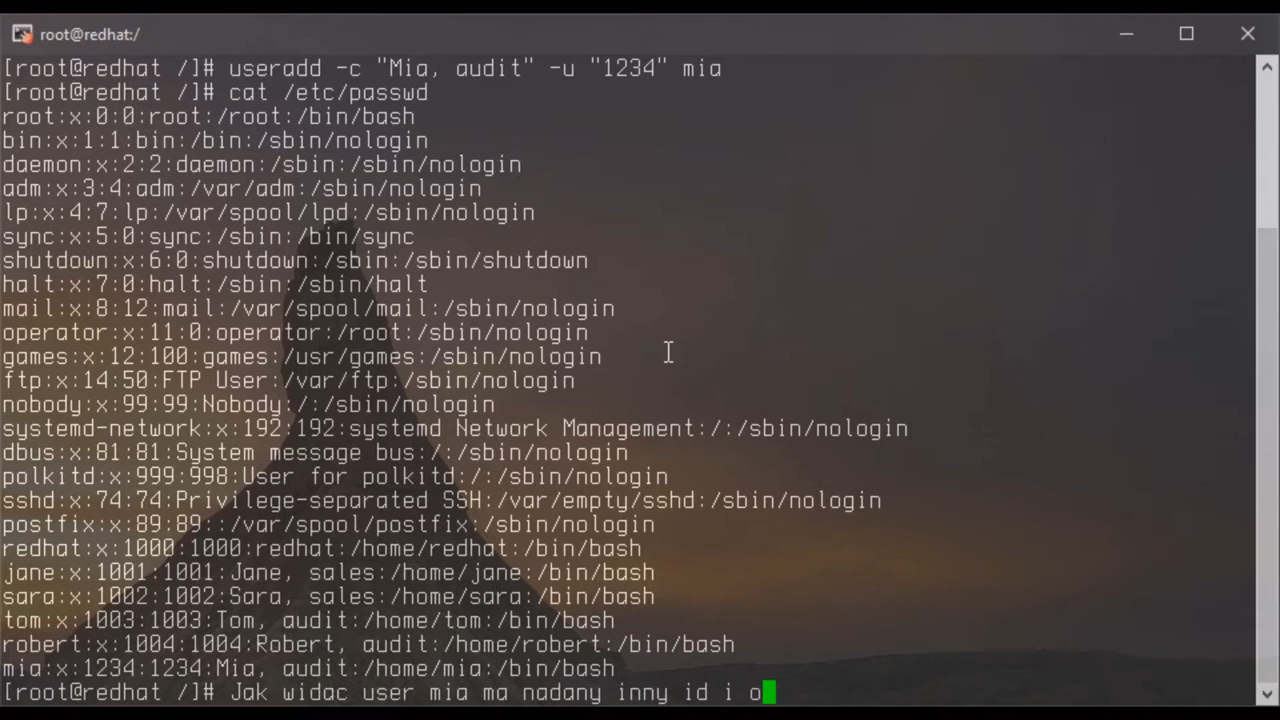 root@redhat:/
[root@redhat /]# useradd -c "Mia, audit" -u "1234" mia
[root@redhat /]# cat /etc/passwd
root:x:0:0:root:/root:/bin/bash
bin:x:1:1:bin:/bin:/sbin/nologin
daemon:x:2:2:daemon:/sbin:/sbin/nologin
adm:x:3:4:adm:/var/adm:/sbin/nologin
lp:x:4:7:lp:/var/spool/lpd:/sbin/nologin
sync:x:5:0:sync:/sbin:/bin/sync
shutdown:x:6:0:shutdown:/sbin:/sbin/shutdown
halt:x:7:0:halt:/sbin:/sbin/halt
mail:x:8:12:mail:/var/spool/mail:/sbin/nologin
operator:x:11:0:operator:/root:/sbin/nologin
games:x:12:100:games:/usr/games:/sbin/nologin
ftp:x:14:50:FTP User:/var/ftp:/sbin/nologin
nobody:x:99:99:Nobody:/:/sbin/nologin
systemd-network:x:192:192:systemd Network Management:/:/sbin/nologin
dbus:x:81:81:System message bus:/:/sbin/nologin
polkitd:x:999:998:User for polkitd:/:/sbin/nologin
sshd:x:74:74:Privilege-separated SSH:/var/empty/sshd:/sbin/nologin
postfix:x:89:89::/var/spool/postfix:/sbin/nologin
redhat:x:1000:1000:redhat:/home/redhat:/bin/bash
jane:x:1001:1001:Jane, sales:/home/jane:/bin/bash
sara:x:1002:1002:Sara, sales:/home/sara:/bin/bash
tom:x:1003:1003:Tom, audit:/home/tom:/bin/bash
robert:x:1004:1004:Robert, audit:/home/robert:/bin/bash
mia:x:1234:1234:Mia, audit:/home/mia:/bin/bash
[root@redhat /]# Jak widac user mia ma nadany inny id i o